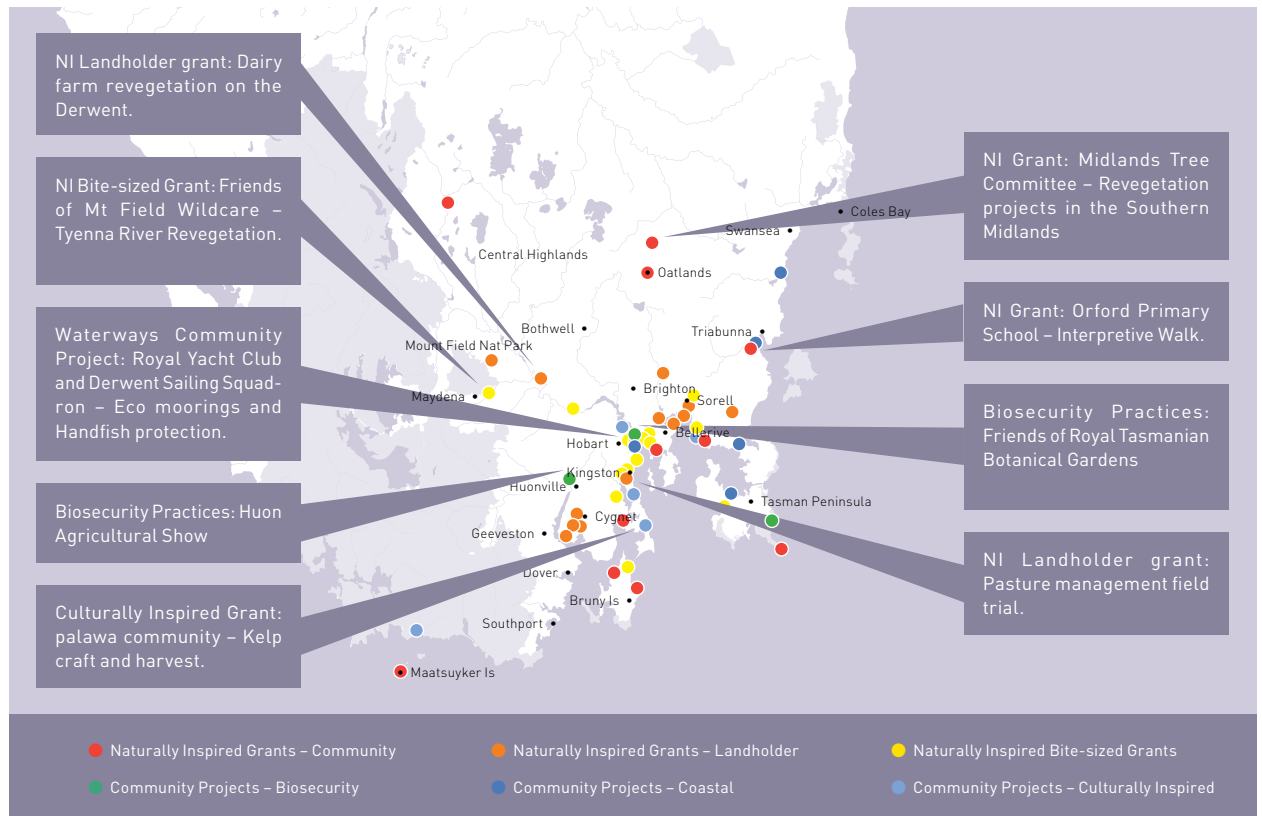 NI Landholder grant: Dairy
farm revegetation on the
Derwent.
NI Bite-sized Grant: Friends
of Mt Field Wildcare –
Tyenna River Revegetation.
Waterways Community
Project: Royal Yacht Club
and Derwent Sailing Squad-
ron – Eco moorings and
Handfish protection.
Biosecurity Practices: Huon
Agricultural Show
Culturally Inspired Grant:
palawa community – Kelp
craft and harvest.
NI Grant: Midlands Tree
Committee – Revegetation
projects in the Southern
Midlands
NI Grant: Orford Primary
School – Interpretive Walk.
Biosecurity Practices:
Friends of Royal Tasmanian
Botanical Gardens
NI Landholder grant:
Pasture management field
trial.
Coles Bay
Swansea
Central Highlands
Oatlands
Bothwell
Triabunna
Mount Field Nat Park
Brighton
Maydena
Sorell
Bellerive
Hobart
Kingston
Huonville
Tasman Peninsula
Cygnet
Geeveston
Dover
Bruny Is
Southport
Maatsuyker Is
Naturally Inspired Grants – Community
Naturally Inspired Grants – Landholder
Naturally Inspired Bite-sized Grants
Community Projects – Biosecurity
Community Projects – Coastal
Community Projects – Culturally Inspired